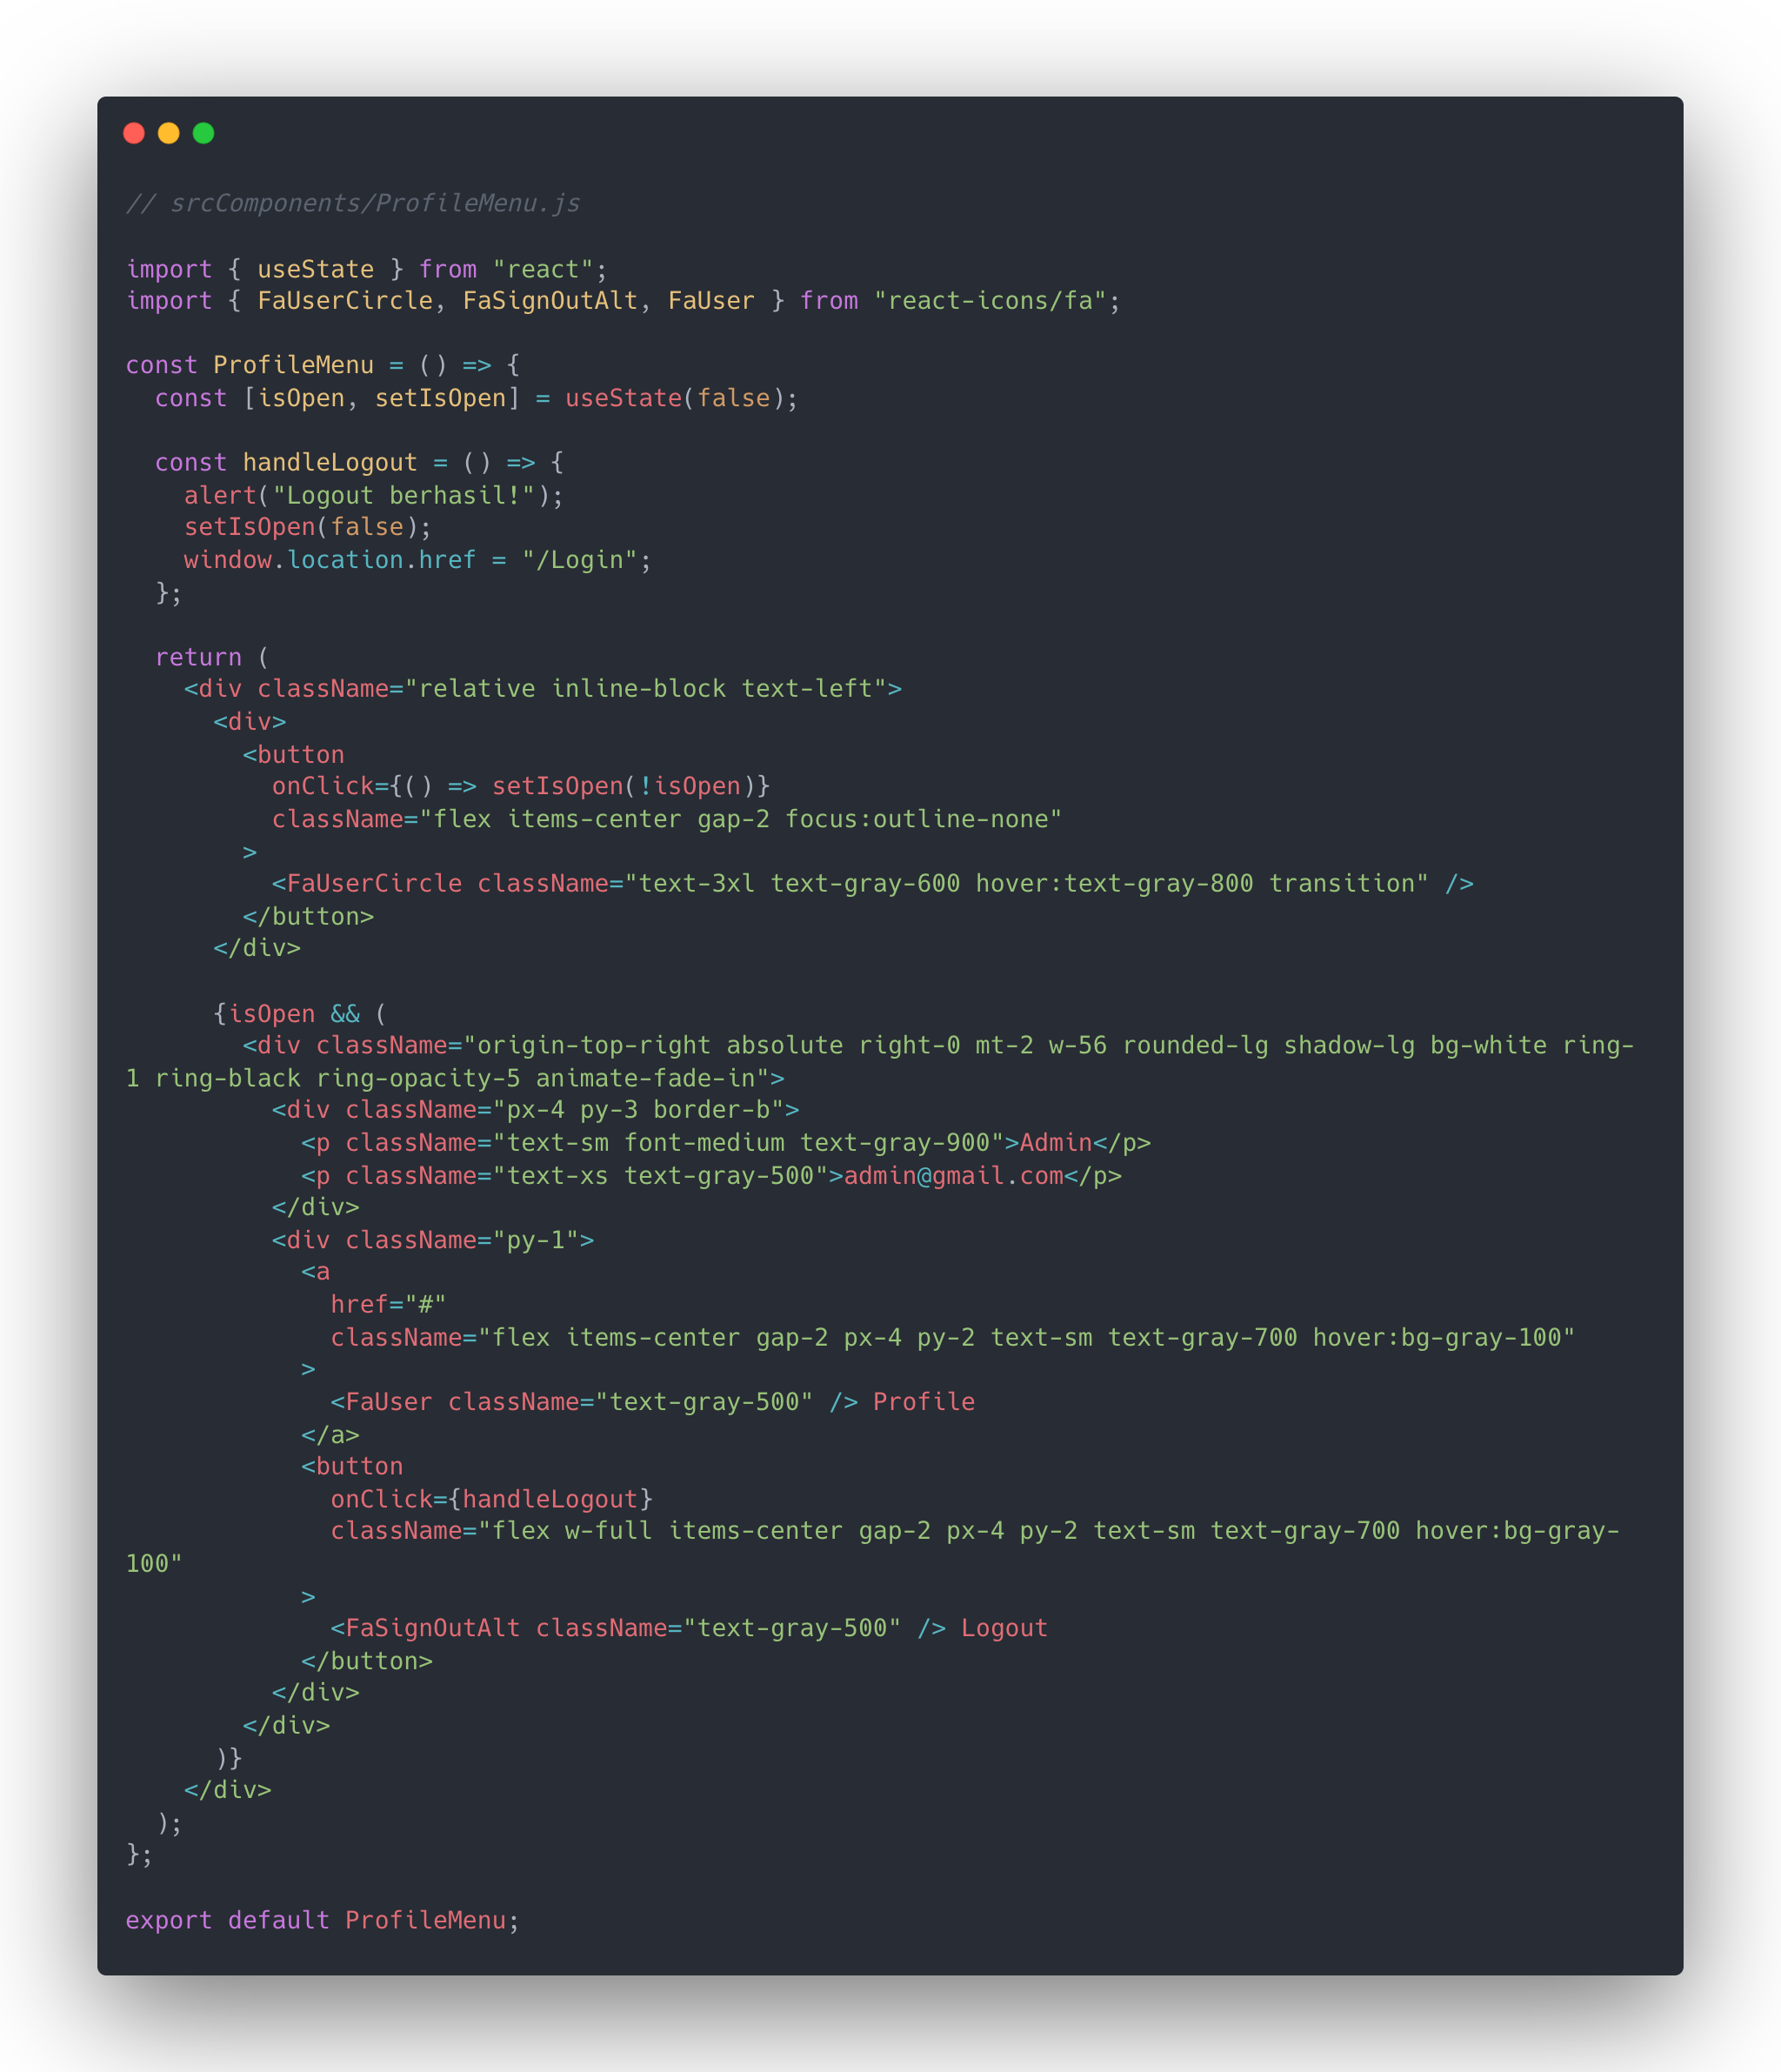 // srcComponents/ProfileMenu.js

import { useState } from "react";
import { FaUserCircle, FaSignOutAlt, FaUser } from "react-icons/fa";

const ProfileMenu = () => {
  const [isOpen, setIsOpen] = useState(false);

  const handleLogout = () => {
    alert("Logout berhasil!");
    setIsOpen(false);
    window.location.href = "/Login";
  };

  return (
    <div className="relative inline-block text-left">
      <div>
        <button
          onClick={() => setIsOpen(!isOpen)}
          className="flex items-center gap-2 focus:outline-none"
        >
          <FaUserCircle className="text-3xl text-gray-600 hover:text-gray-800 transition" />
        </button>
      </div>

      {isOpen && (
        <div className="origin-top-right absolute right-0 mt-2 w-56 rounded-lg shadow-lg bg-white ring-
1 ring-black ring-opacity-5 animate-fade-in">
          <div className="px-4 py-3 border-b">
            <p className="text-sm font-medium text-gray-900">Admin</p>
            <p className="text-xs text-gray-500">admin@gmail.com</p>
          </div>
          <div className="py-1">
            <a
              href="#"
              className="flex items-center gap-2 px-4 py-2 text-sm text-gray-700 hover:bg-gray-100"
            >
              <FaUser className="text-gray-500" /> Profile
            </a>
            <button
              onClick={handleLogout}
              className="flex w-full items-center gap-2 px-4 py-2 text-sm text-gray-700 hover:bg-gray-
100"
            >
              <FaSignOutAlt className="text-gray-500" /> Logout
            </button>
          </div>
        </div>
      )}
    </div>
  );
};

export default ProfileMenu;